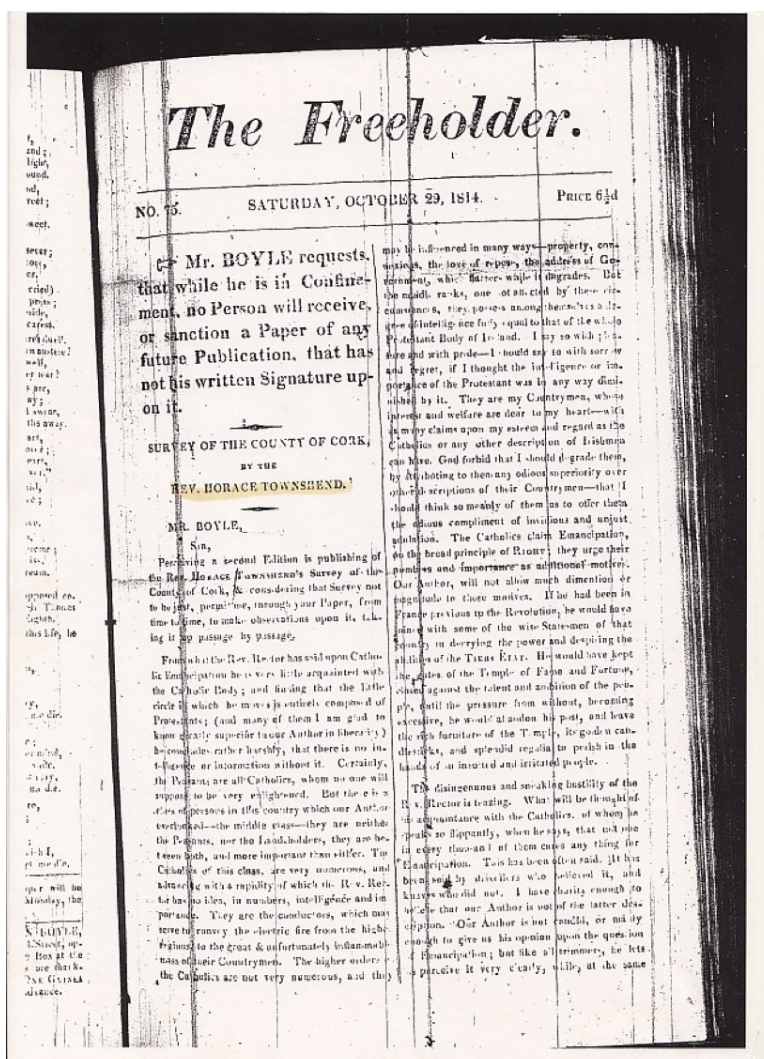 The Freeholder.
NO. 75.
SATURDAY, OCTOBER 29, 1814.
PRICE 6½d
☞ Mr. BOYLE requests,
that while he is in Confine-
ment, no Person will receive,
or sanction a Paper of any
future Publication, that has
not his written Signature up-
on it.
SURVEY OF THE COUNTY OF CORK,
BY THE
REV. HORACE TOWNSHEND.
MR. BOYLE,
SIR,
Perceiving a second Edition is publishing of
the Rev. HORACE TOWNSHEND's Survey of the
County of Cork, & considering that Survey not
to be just, permit me, through your Paper, from
time to time, to make observations upon it, tak-
ing it up passage by passage.
From what the Rev. Rector has said upon Catho-
lic Emancipation he is very little acquainted with
the Catholic Body; and finding that the little
circle in which he moves is entirely composed of
Protestants; (and many of them I am glad to
know greatly superior to our Author in liberality)
he concludes rather harshly, that there is no in-
telligence or information without it. Certainly,
the Peasants are all Catholics, whom no one will
suppose to be very enlightened. But there is a
class of persons in this country which our Author
overlooked—the middle class—they are neither
the Peasants, nor the Landholders, they are be-
tween both, and more important than either. The
Catholics of this class, are very numerous, and
advancing with a rapidity of which the Rev. Rec-
tor has no idea, in numbers, intelligence and im-
portance. They are the conductors, which may
serve to convey the electric fire from the higher
regions to the great & unfortunately inflamma-
mass of their Countrymen. The higher orders
the Catholics are not very numerous, and they
may be influenced in many ways—property, con-
nexions, the love of repose, the address of Go-
vernment, which flatters while it degrades. But
the middle ranks, one not affected by these cir-
cumstances, they possess among themselves a de-
gree of intelligence fully equal to that of the whole
Protestant Body of Ireland. I say so with plea-
sure and with pride—I should say so with sorrow
and regret, if I thought the intelligence or im-
portance of the Protestant was in any way dimi-
nished by it. They are my Countrymen, whose
interest and welfare are dear to my heart—with
as many claims upon my esteem and regard as the
Catholics or any other description of Irishmen
can have. God forbid that I should degrade them,
by attributing to them any odious superiority over
other descriptions of their Countrymen—that I
should think so meanly of them as to offer them
the odious compliment of invidious and unjust
adulation. The Catholics claim Emancipation,
on the broad principle of RIGHT; they urge their
numbers and importance as additional motives.
Our Author, will not allow much dimention or
magnitude to those motives. If he had been in
France previous to the Revolution, he would have
joined with some of the wise Statesmen of that
country in decrying the power and despising the
abilities of the TIERS ETAT. He would have kept
the gates of the Temple of Fame and Fortune,
closed against the talent and ambition of the peo-
ple, until the pressure from without, becoming
excessive, he would abandon his post, and leave
the rich furniture of the Temple, its golden can-
dlesticks, and splendid regalia to perish in the
hands of an insulted and irritated people.
The disingenuous and sneaking hostility of the
Rev. Rector is teazing. What will be thought of
his acquaintance with the Catholics, of whom he
speaks so flippantly, when he says, that not one
in every thousand of them cares any thing for
Emancipation. This has been often said. It has
been said by drivellers who believed it, and
knaves who did not. I have charity enough to
believe that our Author is not of the latter des-
cription. Our Author is not candid, or manly
enough to give us his opinion upon the question
of Emancipation; but like all trimmers, he lets
us perceive it very clearly, while, at the same